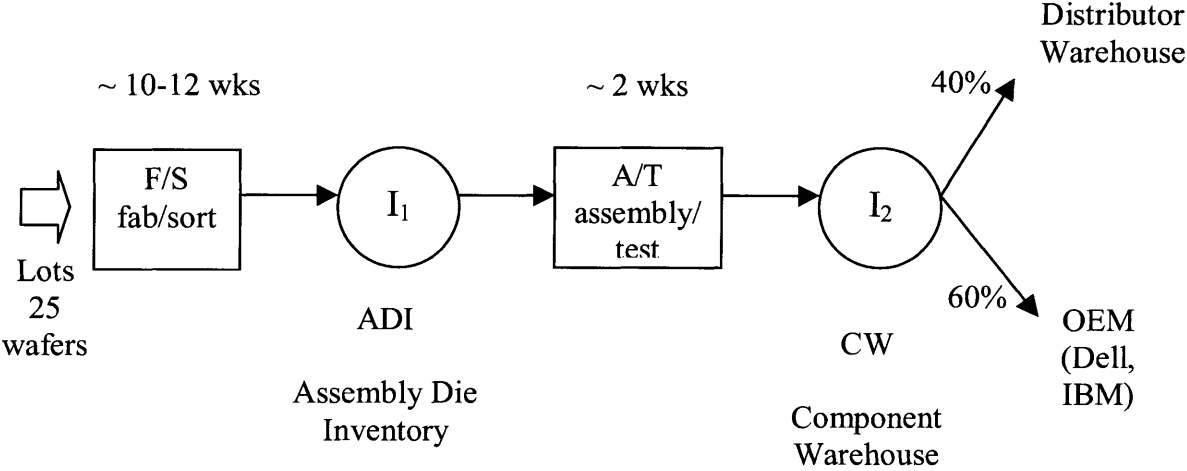 Distributor
Warehouse
~ 10-12 wks
~ 2 wks
40%
F/S
fab/sort
I₁
A/T
assembly/
test
I₂
Lots
25
wafers
ADI
Assembly Die
Inventory
CW
Component
Warehouse
60%
OEM
(Dell,
IBM)